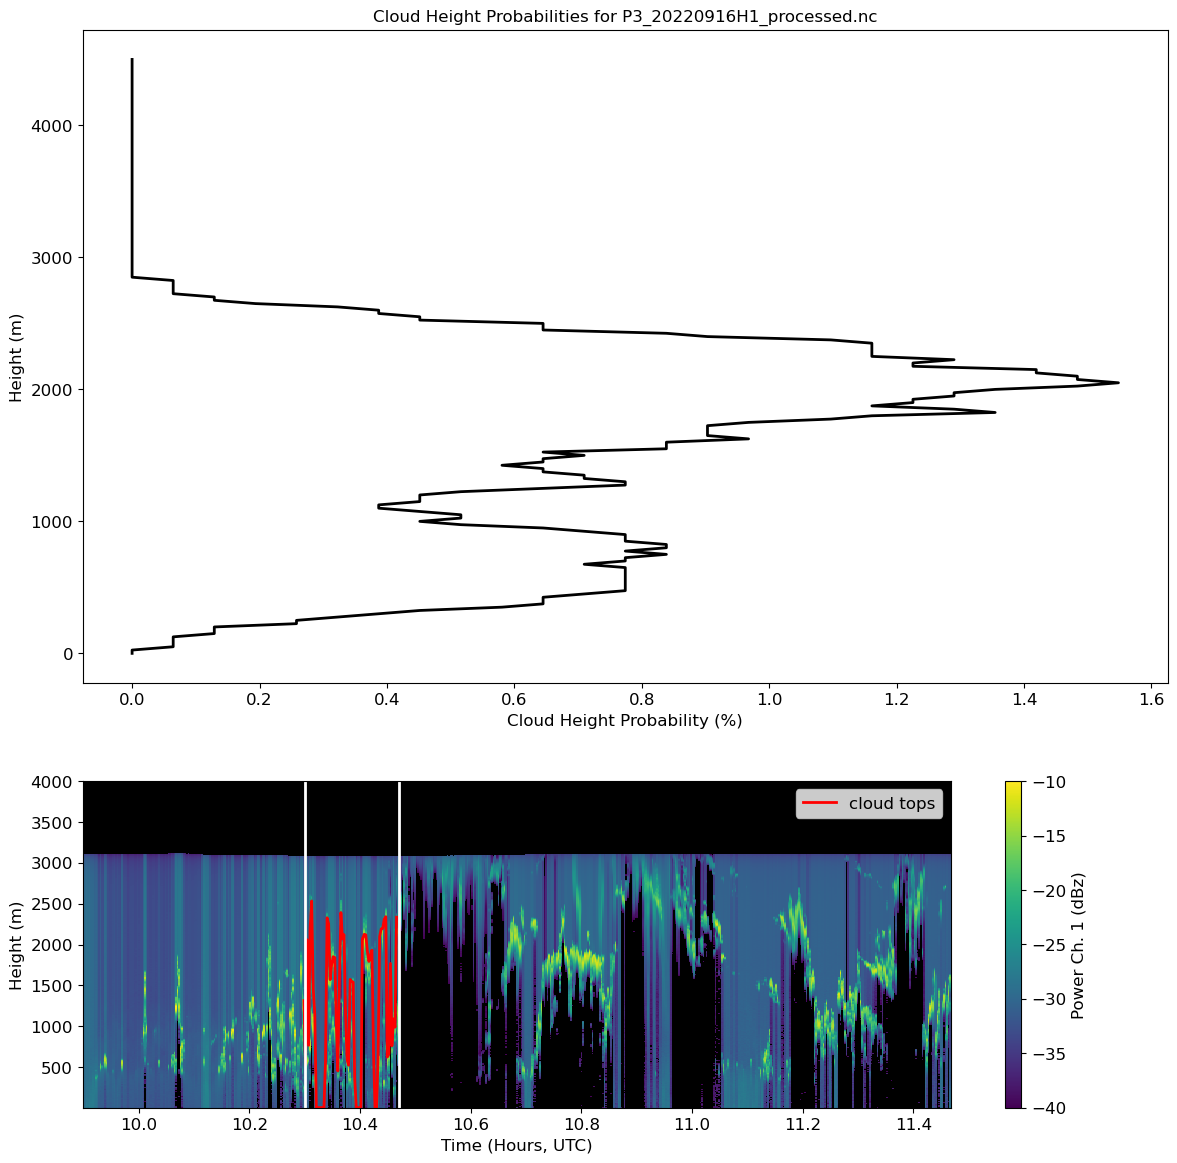 Cloud Height Probabilities for P3_20220916H1_processed.nc
4000
3000
2000
1000
0
Height (m)
0.0 0.2 0.4 0.6 0.8 1.0 1.2 1.4 1.6
Cloud Height Probability (%)
4000
3500
3000
2500
2000
1500
1000
500
Height (m)
cloud tops
10.0 10.2 10.4 10.6 10.8 11.0 11.2 11.4
Time (Hours, UTC)
−10
−15
−20
−25
−30
−35
−40
Power Ch. 1 (dBz)